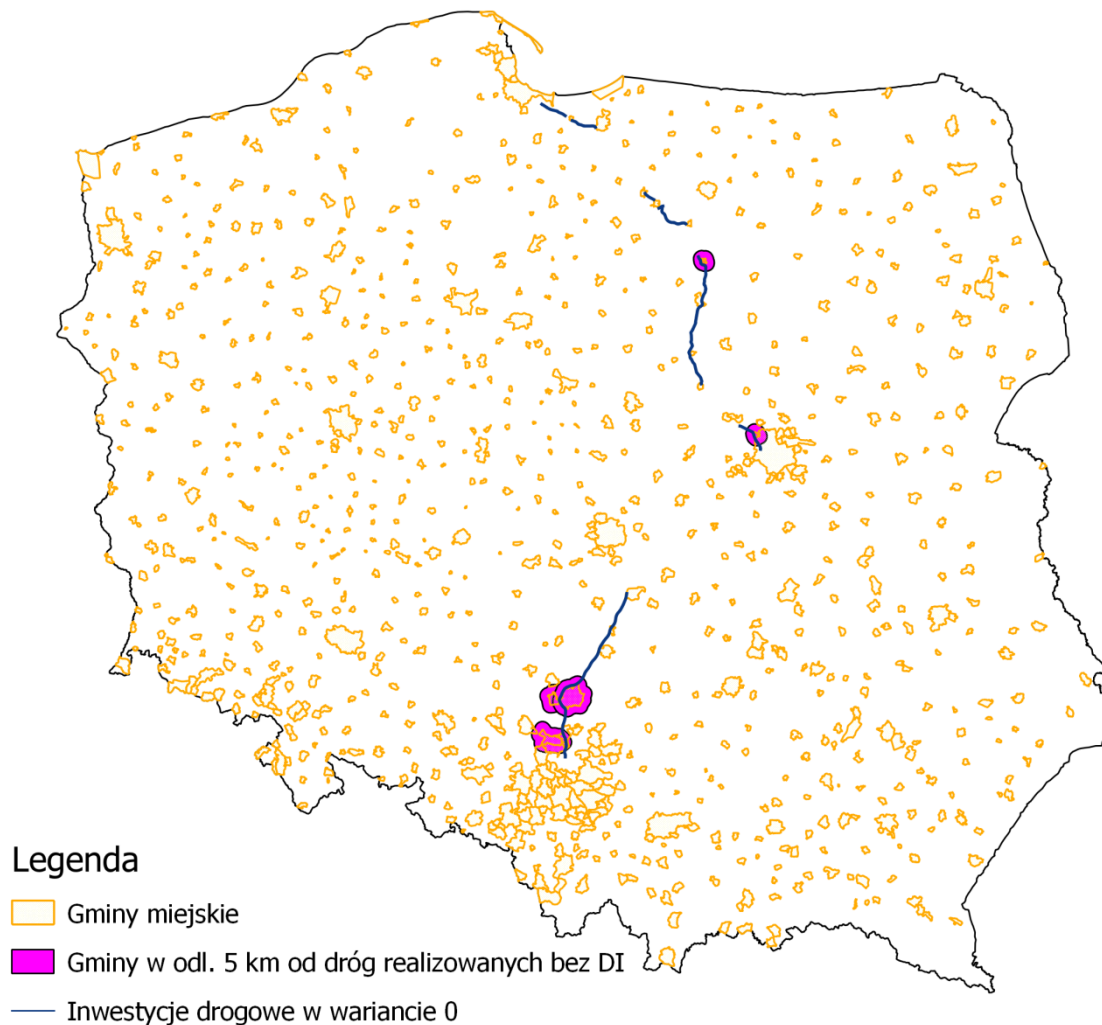 Legenda
Gminy miejskie
Gminy w odl. 5 km od dróg realizowanych bez DI
Inwestycje drogowe w wariancie 0